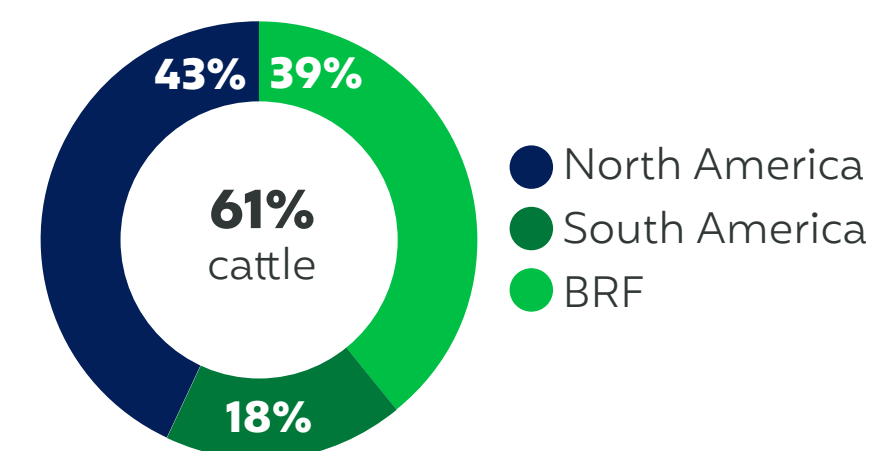 43% 39%
61%
cattle
18%
North America
South America
BRF